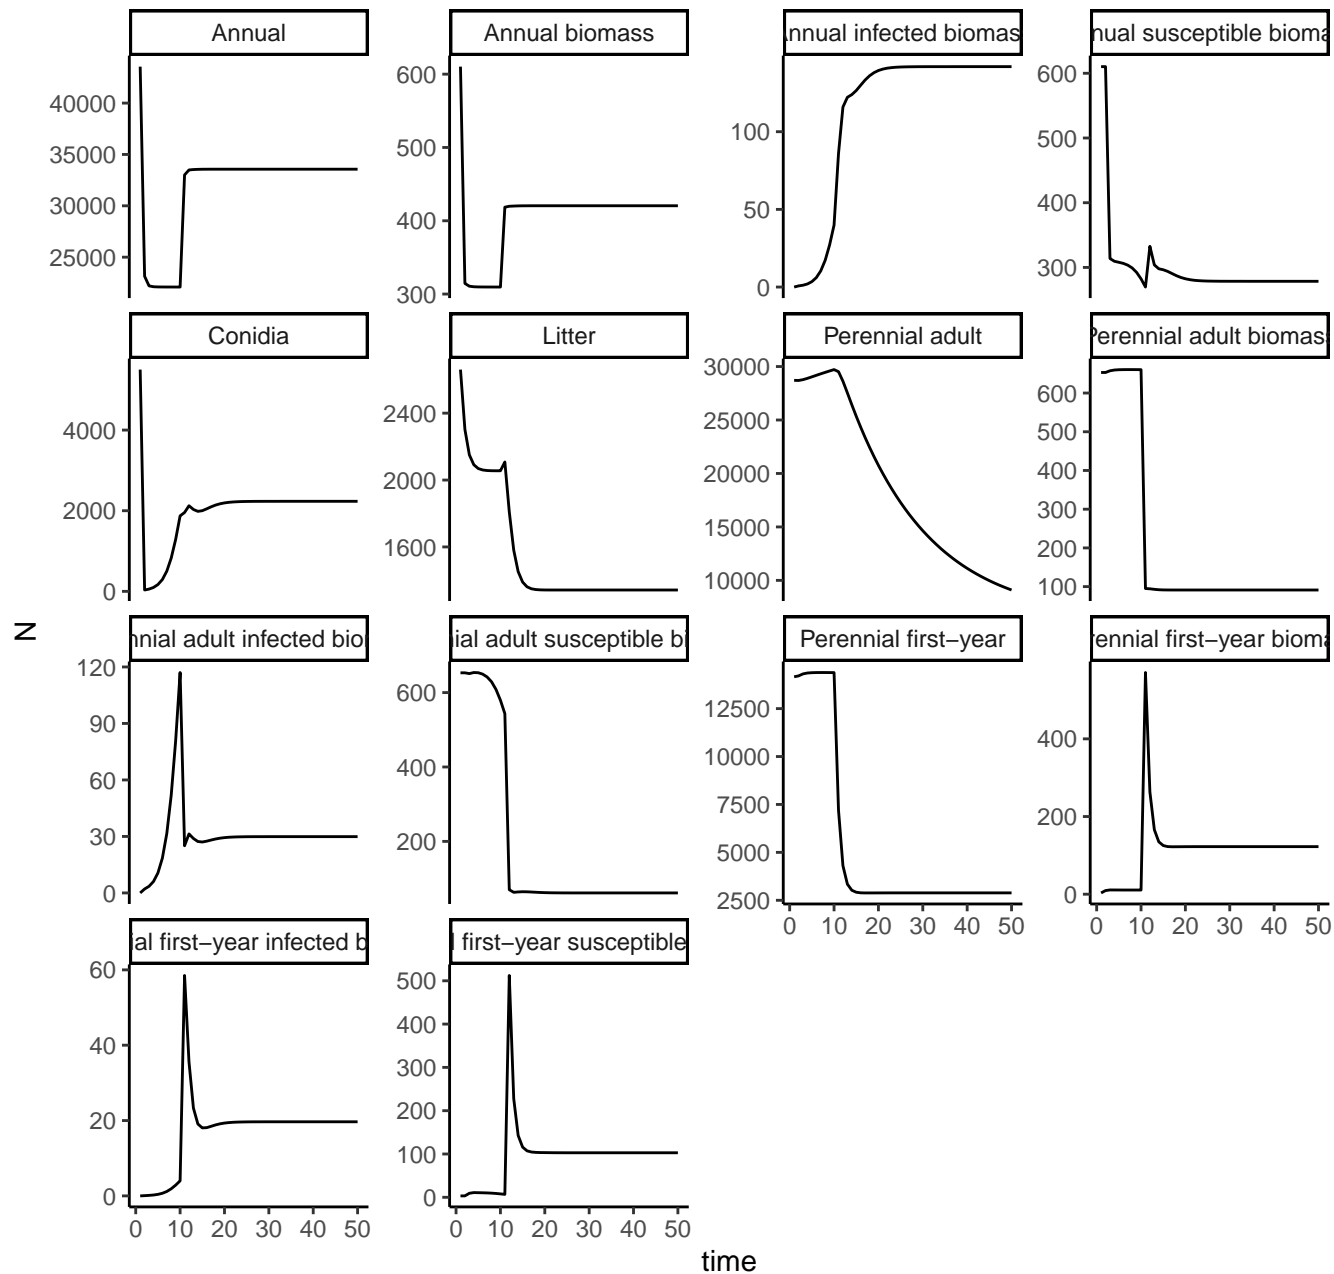 Annual
Annual biomass
nnual infected biomas
nual susceptible bioma
40000
35000
30000
25000
600
500
400
300
100
50
0
600
500
400
300
Conidia
Litter
Perennial adult
Perennial adult biomas
4000
2000
0
2400
2000
1600
30000
25000
20000
15000
10000
600
500
400
300
200
100
N
nnial adult infected bio
ial adult susceptible bi
Perennial first−year
rennial first−year bioma
120
90
60
30
0
600
400
200
12500
10000
7500
5000
2500
400
200
0
0 10 20 30 40 50
0 10 20 30 40 50
ial first−year infected b
first−year susceptible
60
40
20
0
500
400
300
200
100
0
0 10 20 30 40 50
0 10 20 30 40 50
time